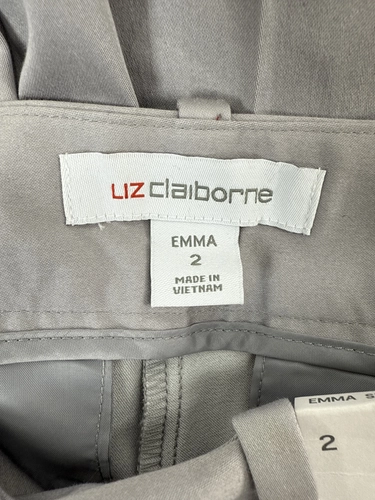 LIZ claiborne
EMMA
2
MADE IN
VIETNAM
EMMA S
2